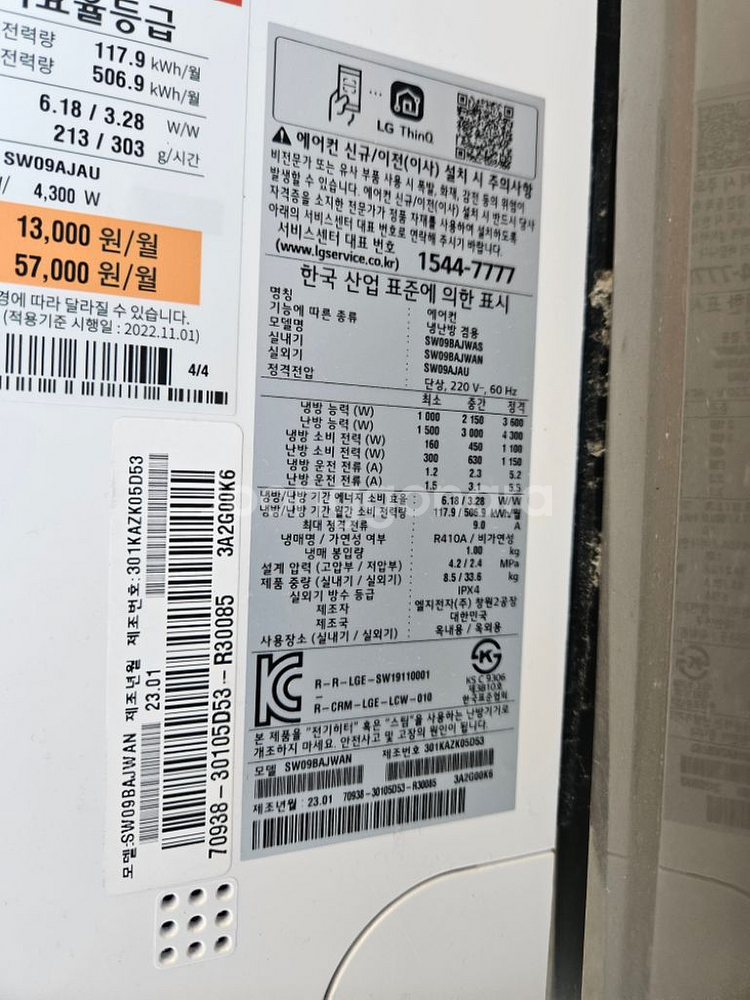 효율등급
전력량 117.9 kWh/월
전력량 506.9 kWh/월
6.18 / 3.28 W/W
213 / 303 g/시간
SW09AJAU
4,300 W
13,000 원/월
57,000 원/월
경에 따라 달라질 수 있습니다.
(적용기준 시행일 : 2022.11.01)
4/4
LG ThinQ
에어컨 신규/이전(이사) 설치 시 주의사항
비전문가 또는 유사 부품 사용 시 폭발, 화재, 감전 등의 위험이
발생할 수 있습니다. 에어컨 신규/이전(이사) 설치 시 반드시 당사
자격증을 소지한 전문가가 정품 자재를 사용하여 설치하도록
아래의 서비스센터 대표 번호로 연락해 주시기 바랍니다.
서비스센터 대표 번호
(www.lgservice.co.kr) 1544-7777
한국 산업 표준에 의한 표시
명칭 : 에어컨
기능에 따른 종류 : 냉난방 겸용
모델명 : SW09BAJWAS
실내기 : SW09BAJWAN
실외기 : SW09AJAU
정격전압 : 단상, 220 V~, 60 Hz
최소 중간 정격
냉방 능력 (W) : 1 000 2 150 3 600
난방 능력 (W) : 1 500 3 000 4 300
냉방 소비 전력 (W) : 160 450 1 100
난방 소비 전력 (W) : 300 630 1 150
냉방 운전 전류 (A) : 1.2 2.3 5.2
난방 운전 전류 (A) : 1.5 3.1 5.5
냉방/난방 기간 에너지 소비 효율 : 6.18 / 3.28 W/W
냉방/난방 기간 월간 소비 전력량 : 117.9 / 506.9 kWh/월
최대 정격 전류 : 9.0 A
냉매명 / 가연성 여부 : R410A / 비가연성
냉매 봉입량 : 1.00 kg
설계 압력 (고압부 / 저압부) : 4.2 / 2.4 MPa
제품 중량 (실내기 / 실외기) : 8.5 / 33.6 kg
실외기 방수 등급 : IPX4
제조자 : 엘지전자(주) 창원2공장
제조국 : 대한민국
사용장소 (실내기 / 실외기) : 옥내용 / 옥외용
R-R-LGE-SW19110001
R-CRM-LGE-LCW-010
KS C 9306
제3810호
한국표준협회
본 제품을 "전기히터" 혹은 "스팀"을 사용하는 난방기기로
개조하지 마세요. 안전사고 및 고장의 원인이 됩니다.
모델 SW09BAJWAN 제조번호 301KAZK05D53
제조년월 : 23.01 70938-30105D53-R30085 3A2G00K6
모델:SW09BAJWAN 제조년월 23.01 제조번호:301KAZK05D53
70938-30105D53-R30085 3A2G00K6